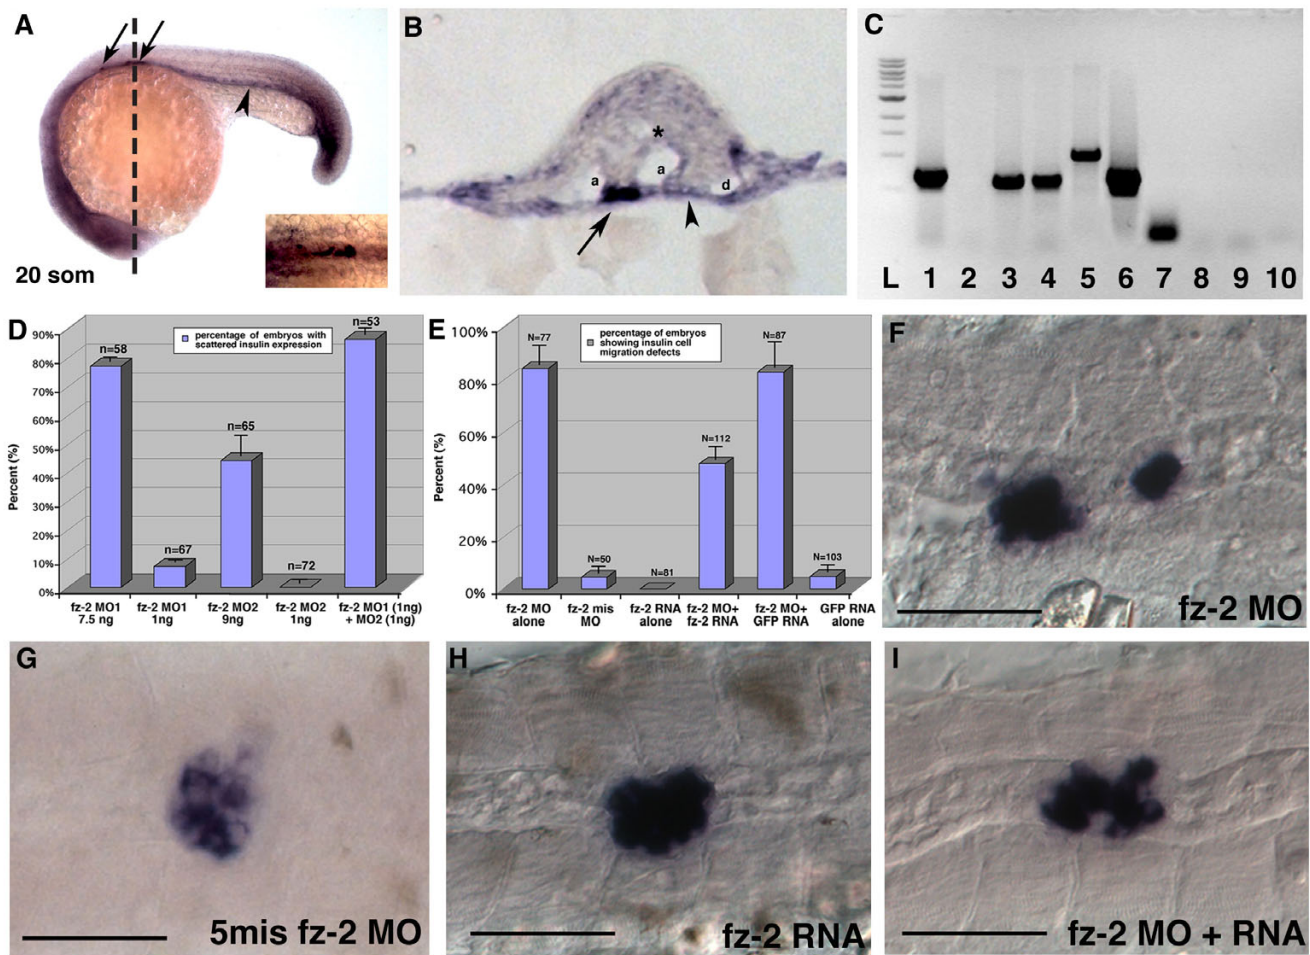 A
20 som
B
*
a
a
d
C
L 1 2 3 4 5 6 7 8 9 10
D
percentage of embryos with
scattered insulin expression
Percent (%)
90%
80%
70%
60%
50%
40%
30%
20%
10%
0%
n=58
n=67
n=65
n=72
n=53
fz-2 MO1
7.5 ng
fz-2 MO1
1ng
fz-2 MO2
9ng
fz-2 MO2
1ng
fz-2 MO1 (1ng)
+ MO2 (1ng)
E
percentage of embryos
showing insulin cell
migration defects
Percent (%)
100%
80%
60%
40%
20%
0%
N=77
N=50
N=81
N=112
N=87
N=103
fz-2 MO
alone
fz-2 mis
MO
fz-2 RNA
alone
fz-2 MO+
fz-2 RNA
fz-2 MO+
GFP RNA
GFP RNA
alone
F
fz-2 MO
G
5mis fz-2 MO
H
fz-2 RNA
I
fz-2 MO + RNA